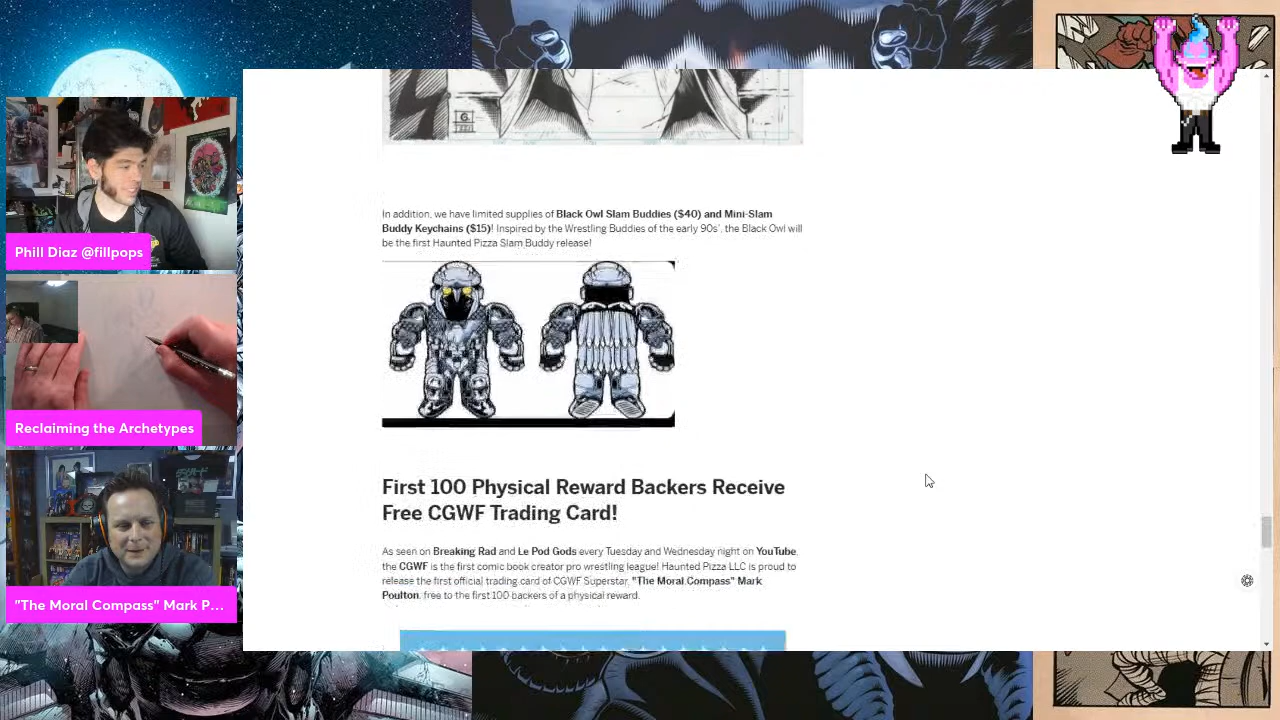 Phill Diaz @fillpops
Reclaiming the Archetypes
"The Moral Compass" Mark P...
6
In addition, we have limited supplies of Black Owl Slam Buddies ($40) and Mini-Slam
Buddy Keychains ($15)! Inspired by the Wrestling Buddies of the early 90s', the Black Owl will
be the first Haunted Pizza Slam Buddy release!
First 100 Physical Reward Backers Receive
Free CGWF Trading Card!
As seen on Breaking Rad and Le Pod Gods every Tuesday and Wednesday night on YouTube,
the CGWF is the first comic book creator pro wrestling league! Haunted Pizza LLC is proud to
release the first official trading card of CGWF Superstar, "The Moral Compass" Mark
Poulton, free to the first 100 backers of a physical reward.